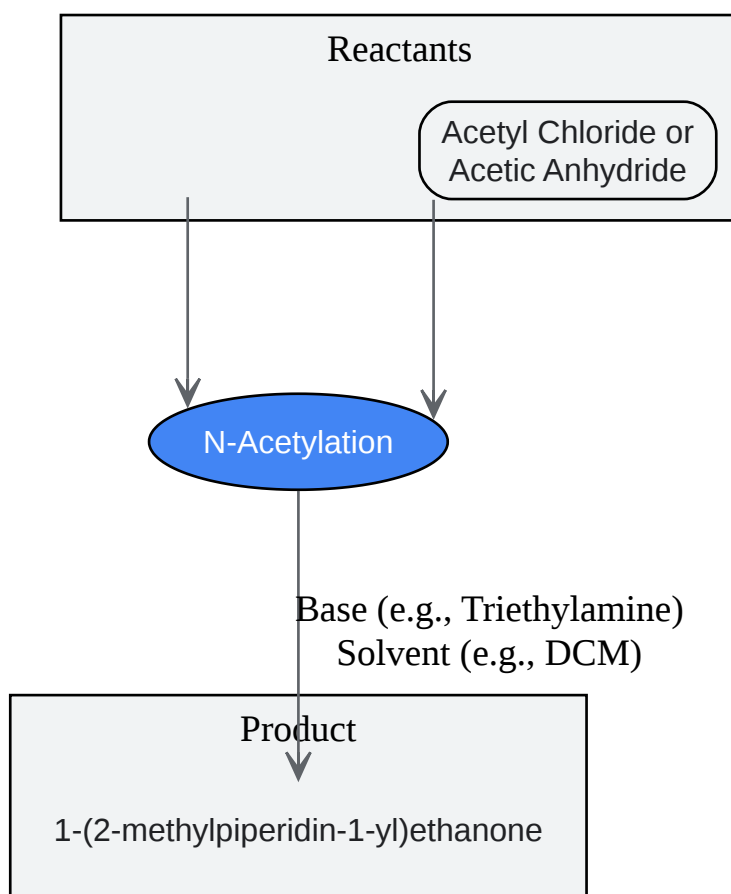 Reactants
Acetyl Chloride or
Acetic Anhydride
N-Acetylation
Base (e.g., Triethylamine)
Solvent (e.g., DCM)
Product
1-(2-methylpiperidin-1-yl)ethanone